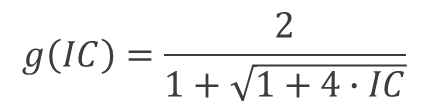 g(IC) = 2 / (1 + √(1 + 4 · IC))